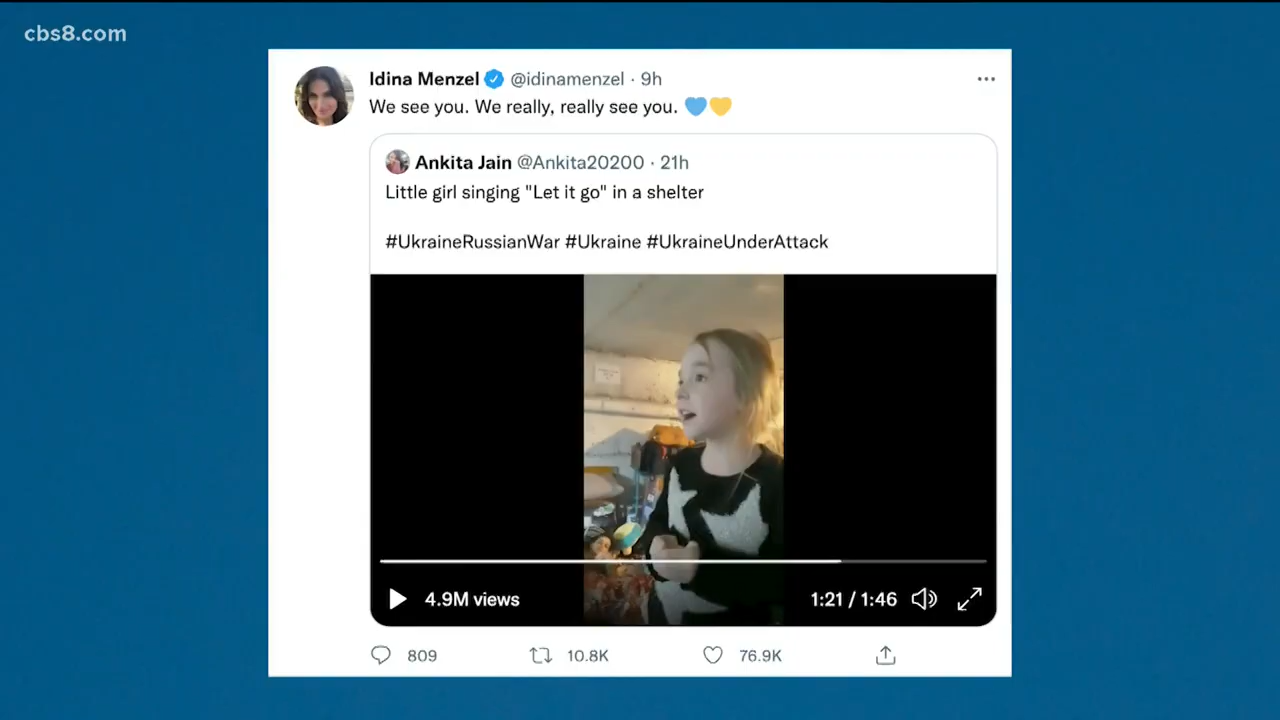 cbs8.com
Idina Menzel @idinamenzel · 9h
We see you. We really, really see you. 💙💛
Ankita Jain @Ankita20200 · 21h
Little girl singing "Let it go" in a shelter
#UkraineRussianWar #Ukraine #UkraineUnderAttack
4.9M views 1:21 / 1:46
809 10.8K 76.9K